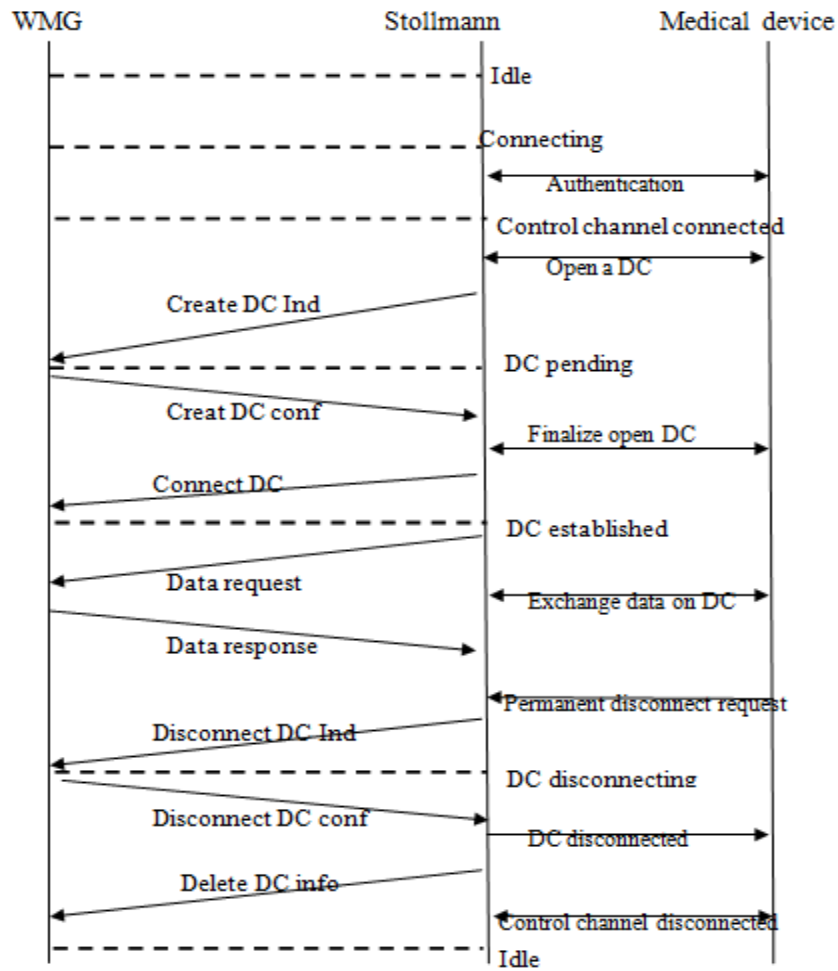 WMG Stollmann Medical device
Idle
Connecting
Authentication
Control channel connected
Open a DC
Create DC Ind
DC pending
Creat DC conf
Finalize open DC
Connect DC
DC established
Data request
Exchange data on DC
Data response
Permanent disconnect request
Disconnect DC Ind
DC disconnecting
Disconnect DC conf
DC disconnected
Delete DC info
Control channel disconnected
Idle